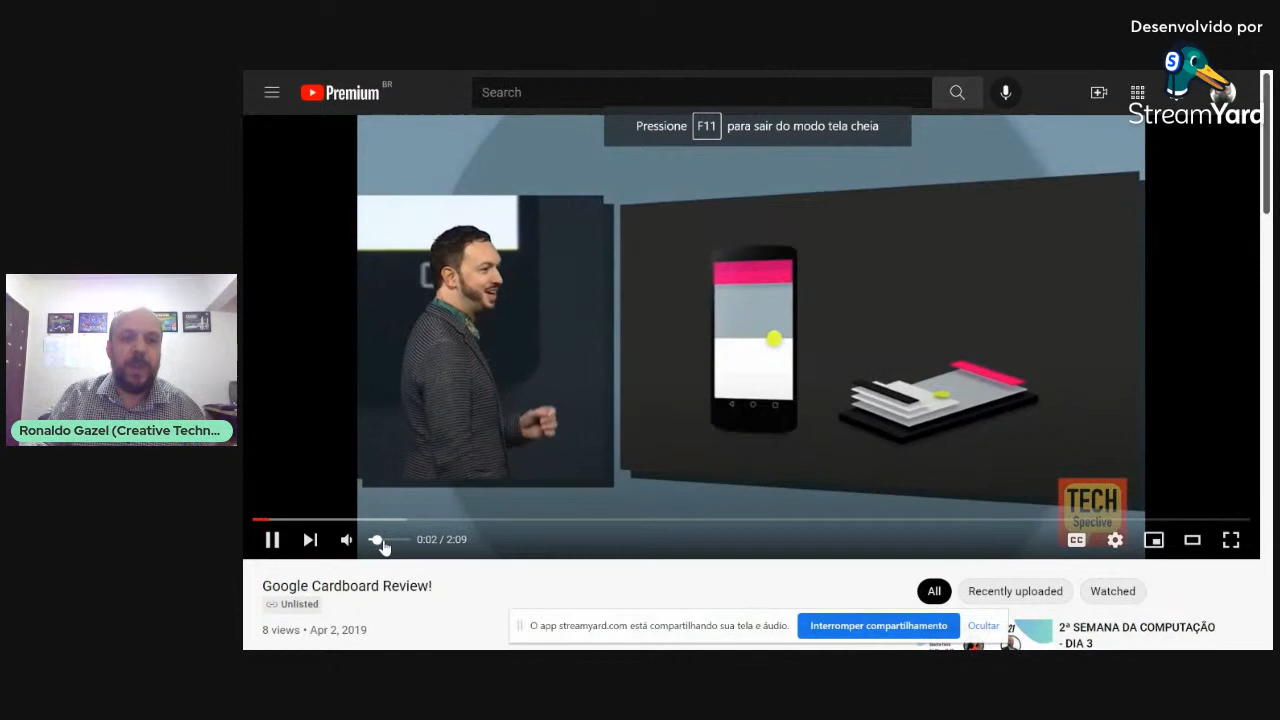 Desenvolvido por
StreamYard
Premium BR
Search
Pressione F11 para sair do modo tela cheia
TECH
Spective
CC
0:02 / 2:09
Ronaldo Gazel (Creative Techn...
Google Cardboard Review!
Unlisted
8 views • Apr 2, 2019
All
Recently uploaded
Watched
O app streamyard.com está compartilhando sua tela e áudio.
Interromper compartilhamento
Ocultar
2ª SEMANA DA COMPUTAÇÃO
- DIA 3